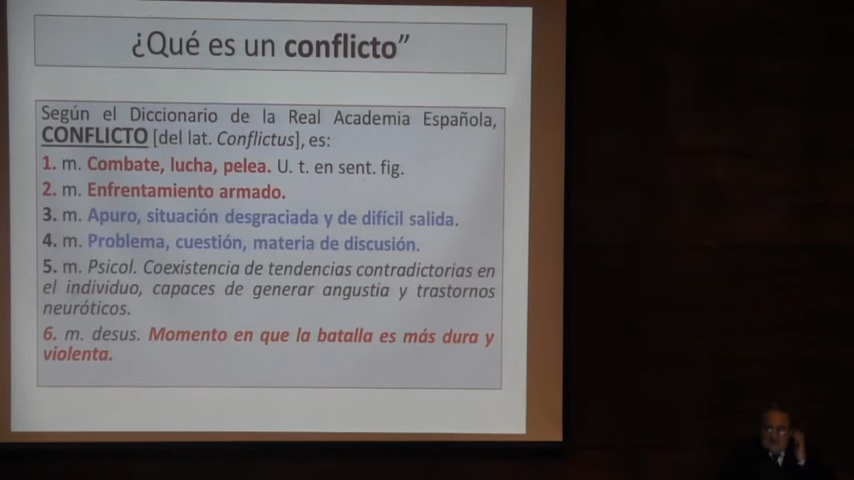 ¿Qué es un conflicto”
Según el Diccionario de la Real Academia Española,
CONFLICTO [del lat. Conflictus], es:
1. m. Combate, lucha, pelea. U. t. en sent. fig.
2. m. Enfrentamiento armado.
3. m. Apuro, situación desgraciada y de difícil salida.
4. m. Problema, cuestión, materia de discusión.
5. m. Psicol. Coexistencia de tendencias contradictorias en
el individuo, capaces de generar angustia y trastornos
neuróticos.
6. m. desus. Momento en que la batalla es más dura y
violenta.